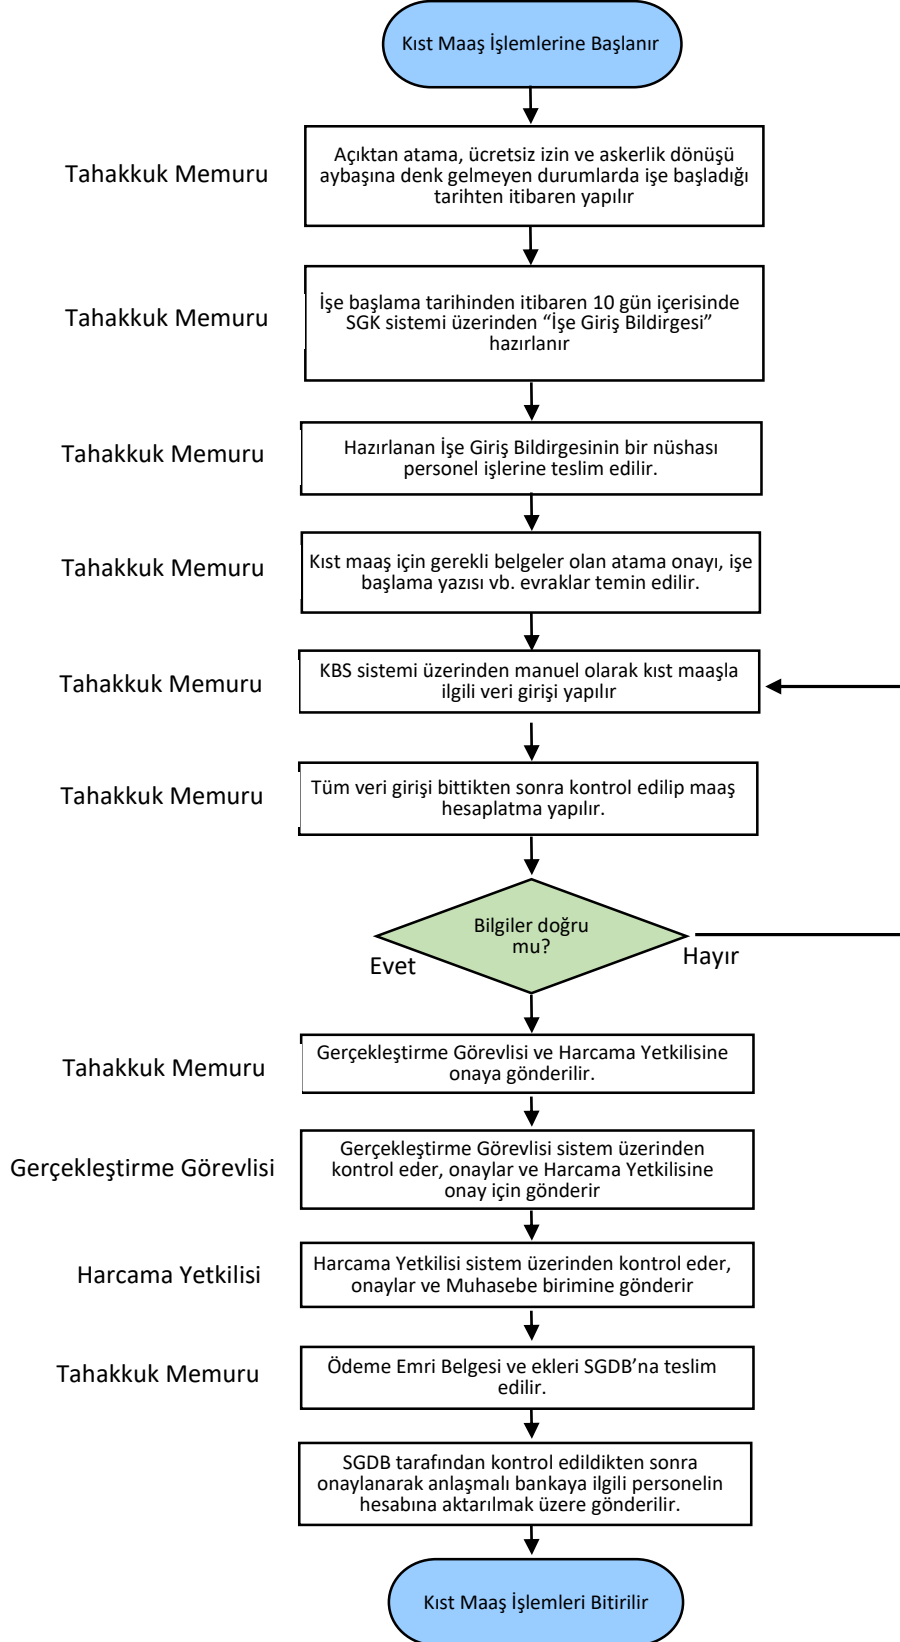 Kıst Maaş İşlemlerine Başlanır
Tahakkuk Memuru
Açıktan atama, ücretsiz izin ve askerlik dönüşü
aybaşına denk gelmeyen durumlarda işe başladığı
tarihten itibaren yapılır
Tahakkuk Memuru
İşe başlama tarihinden itibaren 10 gün içerisinde
SGK sistemi üzerinden “İşe Giriş Bildirgesi”
hazırlanır
Tahakkuk Memuru
Hazırlanan İşe Giriş Bildirgesinin bir nüshası
personel işlerine teslim edilir.
Tahakkuk Memuru
Kıst maaş için gerekli belgeler olan atama onayı, işe
başlama yazısı vb. evraklar temin edilir.
Tahakkuk Memuru
KBS sistemi üzerinden manuel olarak kıst maaşla
ilgili veri girişi yapılır
Tahakkuk Memuru
Tüm veri girişi bittikten sonra kontrol edilip maaş
hesaplatma yapılır.
Bilgiler doğru
mu?
Evet
Hayır
Tahakkuk Memuru
Gerçekleştirme Görevlisi ve Harcama Yetkilisine
onaya gönderilir.
Gerçekleştirme Görevlisi
Gerçekleştirme Görevlisi sistem üzerinden
kontrol eder, onaylar ve Harcama Yetkilisine
onay için gönderir
Harcama Yetkilisi
Harcama Yetkilisi sistem üzerinden kontrol eder,
onaylar ve Muhasebe birimine gönderir
Tahakkuk Memuru
Ödeme Emri Belgesi ve ekleri SGDB’na teslim
edilir.
SGDB tarafından kontrol edildikten sonra
onaylanarak anlaşmalı bankaya ilgili personelin
hesabına aktarılmak üzere gönderilir.
Kıst Maaş İşlemleri Bitirilir